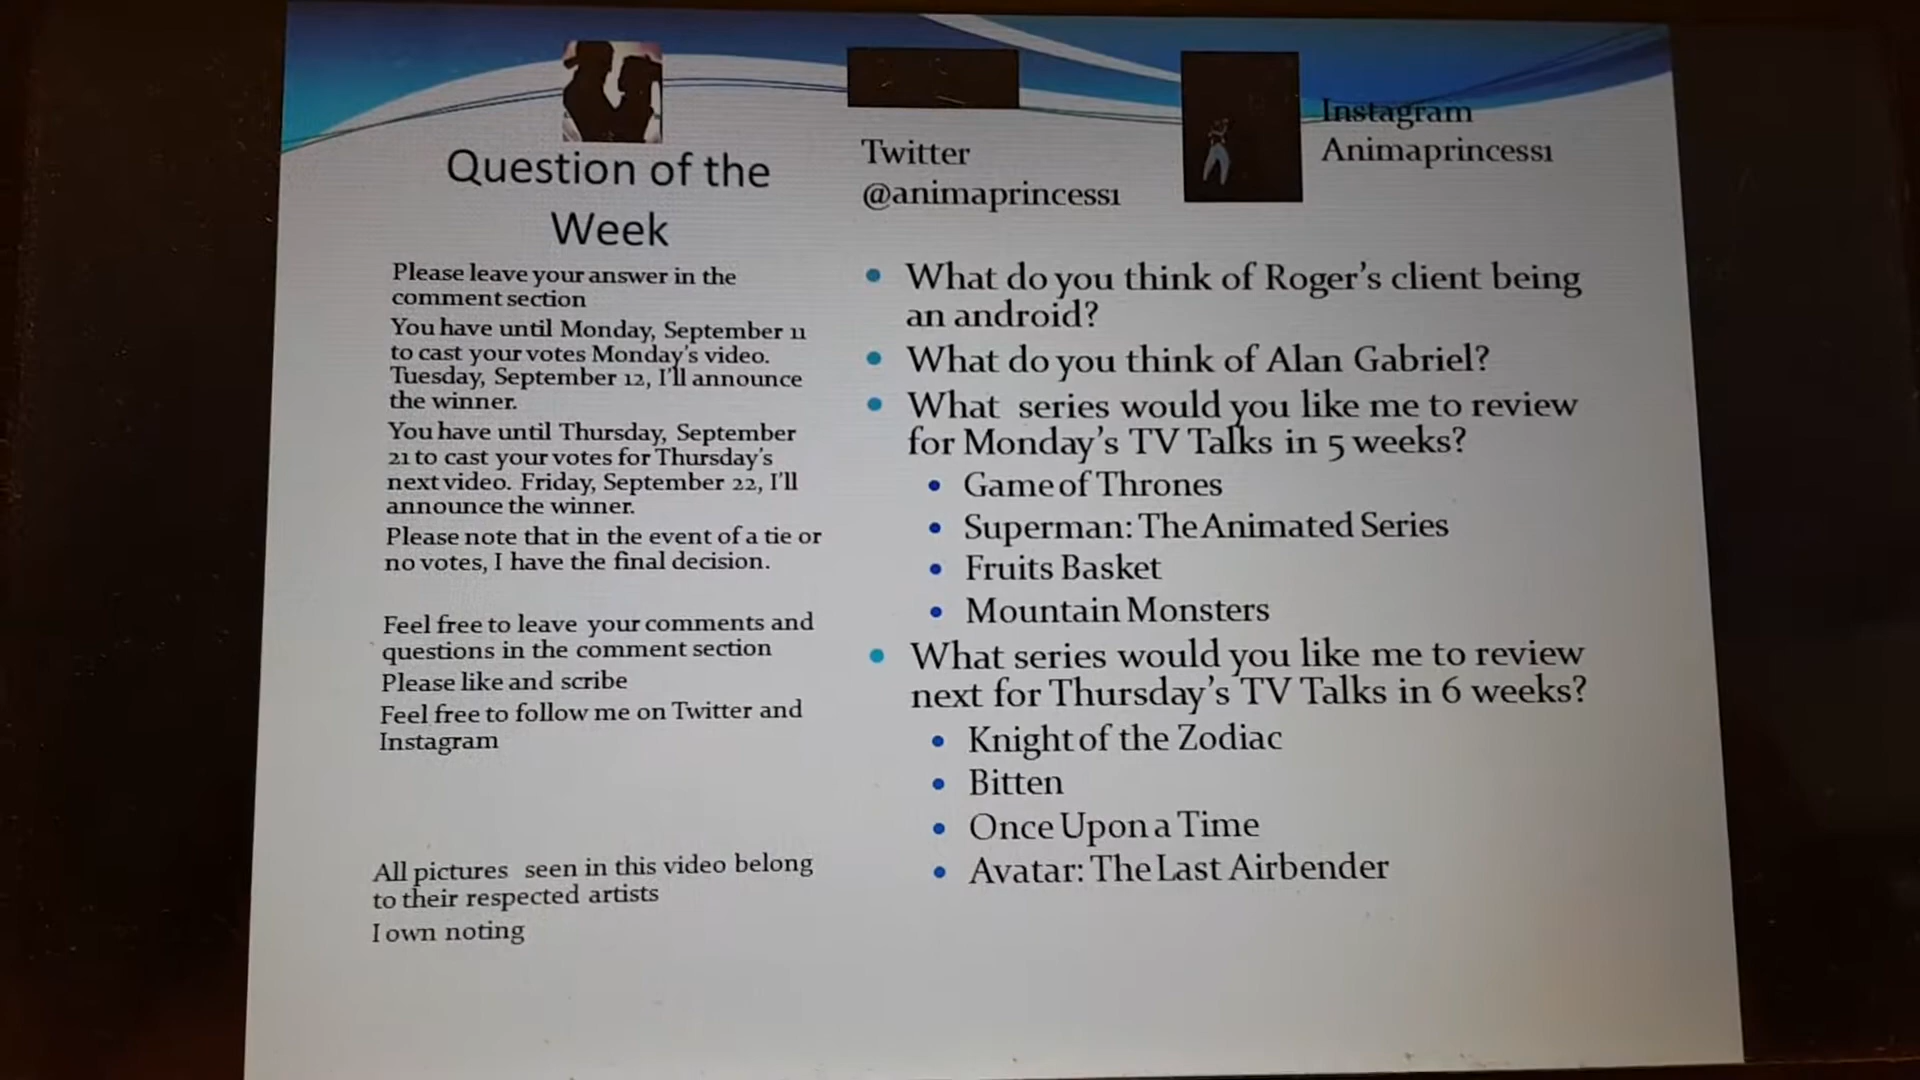 Question of the
Week
Please leave your answer in the
comment section
You have until Monday, September 11
to cast your votes Monday's video.
Tuesday, September 12, I'll announce
the winner.
You have until Thursday, September
21 to cast your votes for Thursday's
next video. Friday, September 22, I'll
announce the winner.
Please note that in the event of a tie or
no votes, I have the final decision.
Feel free to leave your comments and
questions in the comment section
Please like and scribe
Feel free to follow me on Twitter and
Instagram
All pictures seen in this video belong
to their respected artists
I own noting
Twitter
@animaprincess1
Instagram
Animaprincess1
What do you think of Roger's client being
an android?
What do you think of Alan Gabriel?
What series would you like me to review
for Monday's TV Talks in 5 weeks?
Game of Thrones
Superman: The Animated Series
Fruits Basket
Mountain Monsters
What series would you like me to review
next for Thursday's TV Talks in 6 weeks?
Knight of the Zodiac
Bitten
Once Upon a Time
Avatar: The Last Airbender